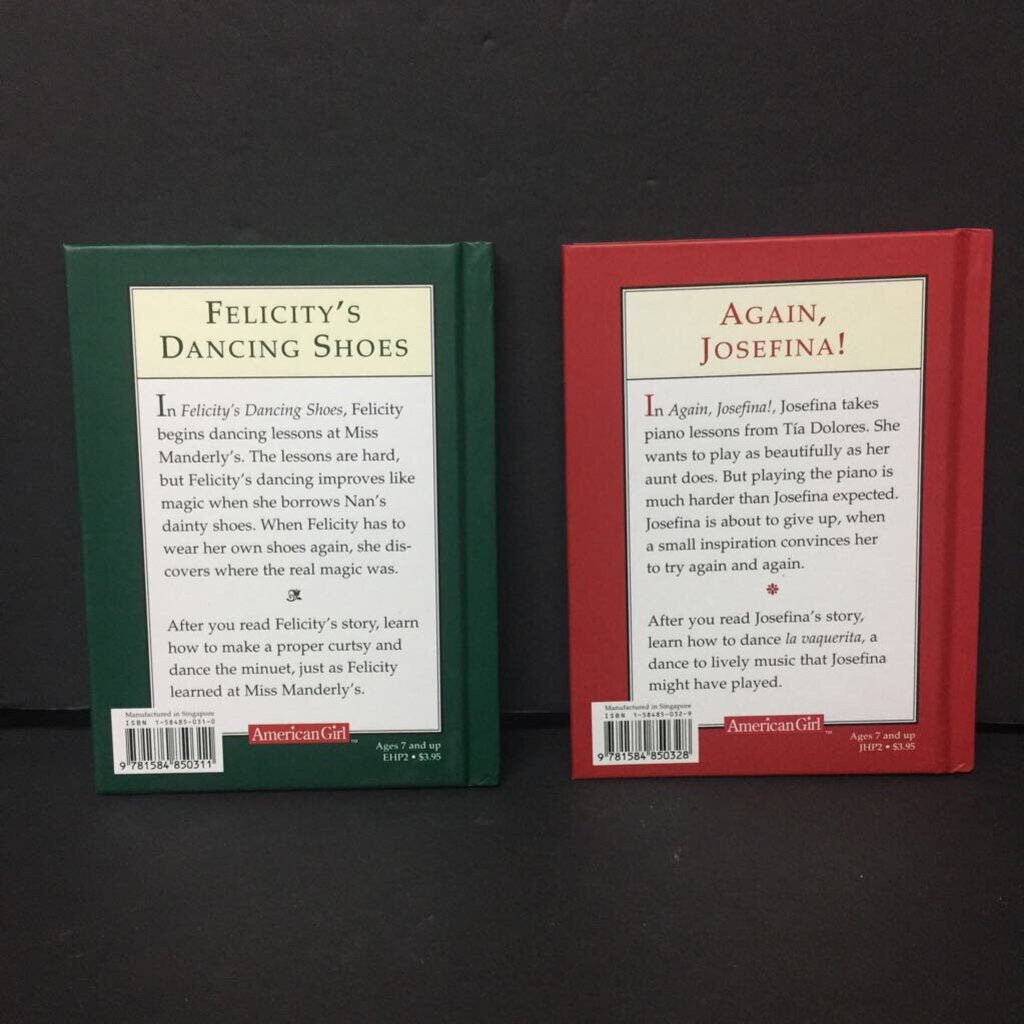 FELICITY'S
DANCING SHOES
In Felicity's Dancing Shoes, Felicity
begins dancing lessons at Miss
Manderly's. The lessons are hard,
but Felicity's dancing improves like
magic when she borrows Nan's
dainty shoes. When Felicity has to
wear her own shoes again, she dis-
covers where the real magic was.
After you read Felicity's story, learn
how to make a proper curtsy and
dance the minuet, just as Felicity
learned at Miss Manderly's.
Manufactured in Singapore
ISBN 1-58485-031-0
9 781584 850311
American Girl™
Ages 7 and up
EHP2 • $3.95
AGAIN,
JOSEFINA!
In Again, Josefina!, Josefina takes
piano lessons from Tía Dolores. She
wants to play as beautifully as her
aunt does. But playing the piano is
much harder than Josefina expected.
Josefina is about to give up, when
a small inspiration convinces her
to try again and again.
After you read Josefina's story,
learn how to dance la vaquerita, a
dance to lively music that Josefina
might have played.
Manufactured in Singapore
ISBN 1-58485-032-9
9 781584 850328
American Girl™
Ages 7 and up
JHP2 • $3.95